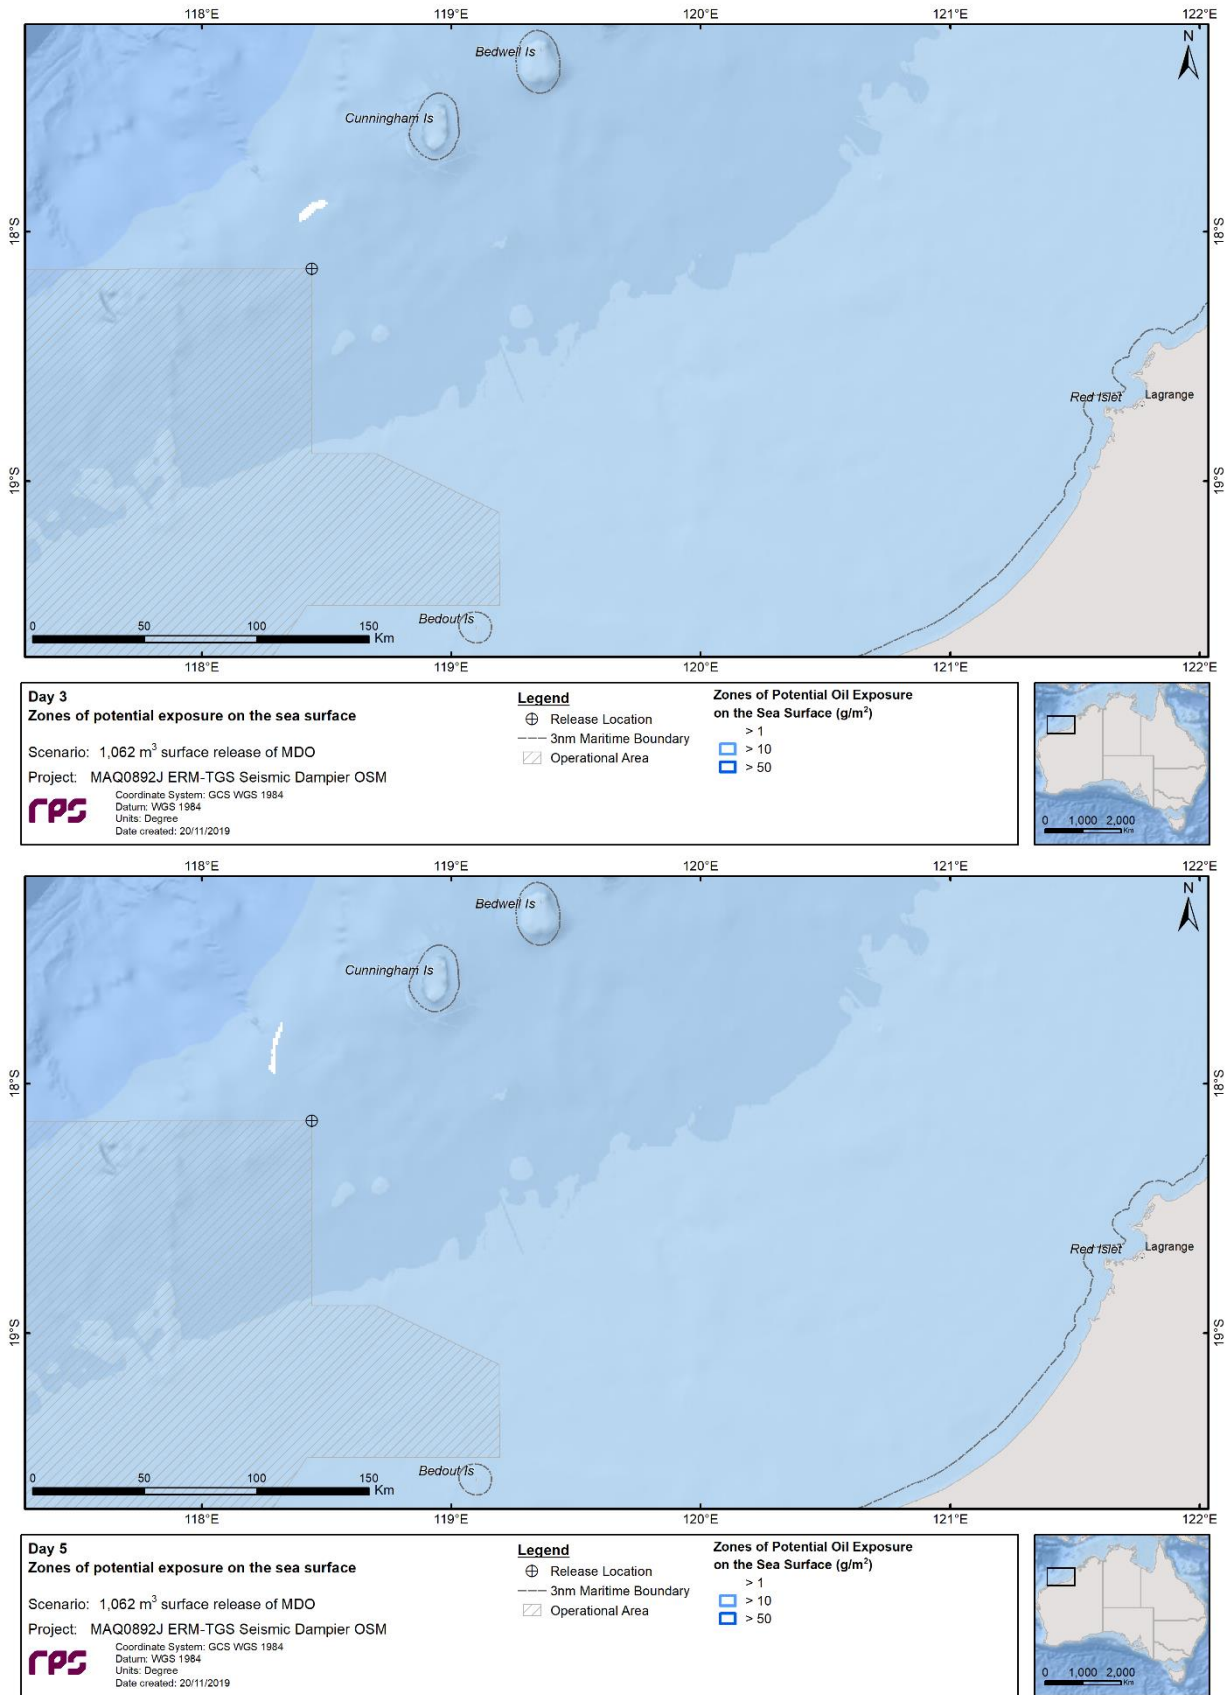 118°E 119°E 120°E 121°E 122°E
N
Bedwell Is
Cunningham Is
18°S 18°S
Red Islet Lagrange
19°S 19°S
Bedout Is
0 50 100 150
Km
118°E 119°E 120°E 121°E 122°E
Day 3
Zones of potential exposure on the sea surface
Scenario: 1,062 m³ surface release of MDO
Project: MAQ0892J ERM-TGS Seismic Dampier OSM
rps
Coordinate System: GCS WGS 1984
Datum: WGS 1984
Units: Degree
Date created: 20/11/2019
Legend
Release Location
3nm Maritime Boundary
Operational Area
Zones of Potential Oil Exposure
on the Sea Surface (g/m²)
> 1
> 10
> 50
0 1,000 2,000
Km
118°E 119°E 120°E 121°E 122°E
N
Bedwell Is
Cunningham Is
18°S 18°S
Red Islet Lagrange
19°S 19°S
Bedout Is
0 50 100 150
Km
118°E 119°E 120°E 121°E 122°E
Day 5
Zones of potential exposure on the sea surface
Scenario: 1,062 m³ surface release of MDO
Project: MAQ0892J ERM-TGS Seismic Dampier OSM
rps
Coordinate System: GCS WGS 1984
Datum: WGS 1984
Units: Degree
Date created: 20/11/2019
Legend
Release Location
3nm Maritime Boundary
Operational Area
Zones of Potential Oil Exposure
on the Sea Surface (g/m²)
> 1
> 10
> 50
0 1,000 2,000
Km